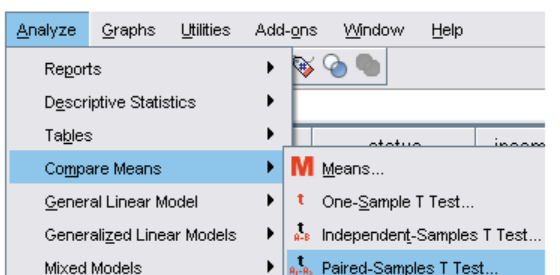 Analyze Graphs Utilities Add-ons Window Help
Reports
Descriptive Statistics
Tables
status
Compare Means
M Means...
General Linear Model
t One-Sample T Test...
Generalized Linear Models
Independent-Samples T Test...
Mixed Models
Paired-Samples T Test...